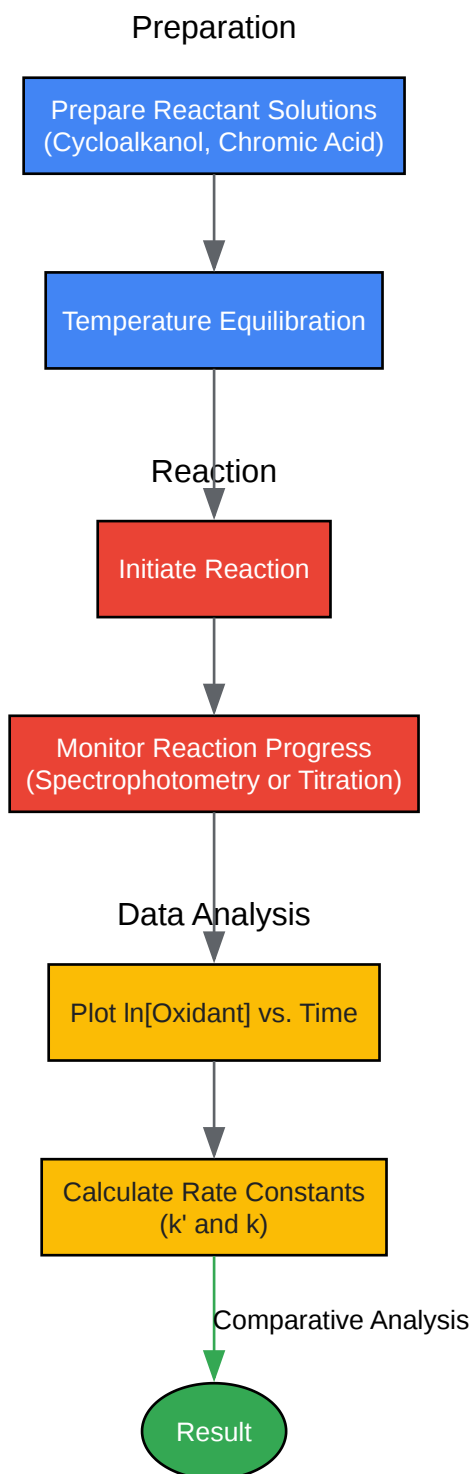 Preparation
Prepare Reactant Solutions
(Cycloalkanol, Chromic Acid)
Temperature Equilibration
Reaction
Initiate Reaction
Monitor Reaction Progress
(Spectrophotometry or Titration)
Data Analysis
Plot ln[Oxidant] vs. Time
Calculate Rate Constants
(k' and k)
Comparative Analysis
Result